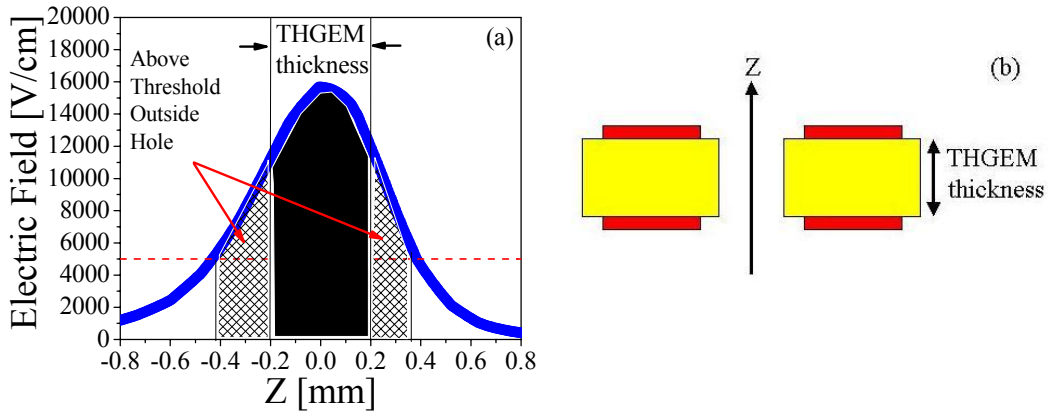 Electric Field [V/cm]
20000
18000
16000
14000
12000
10000
8000
6000
4000
2000
0
THGEM
thickness
(a)
Above
Threshold
Outside
Hole
-0.8 -0.6 -0.4 -0.2 0.0 0.2 0.4 0.6 0.8
Z [mm]
(b)
Z
THGEM
thickness